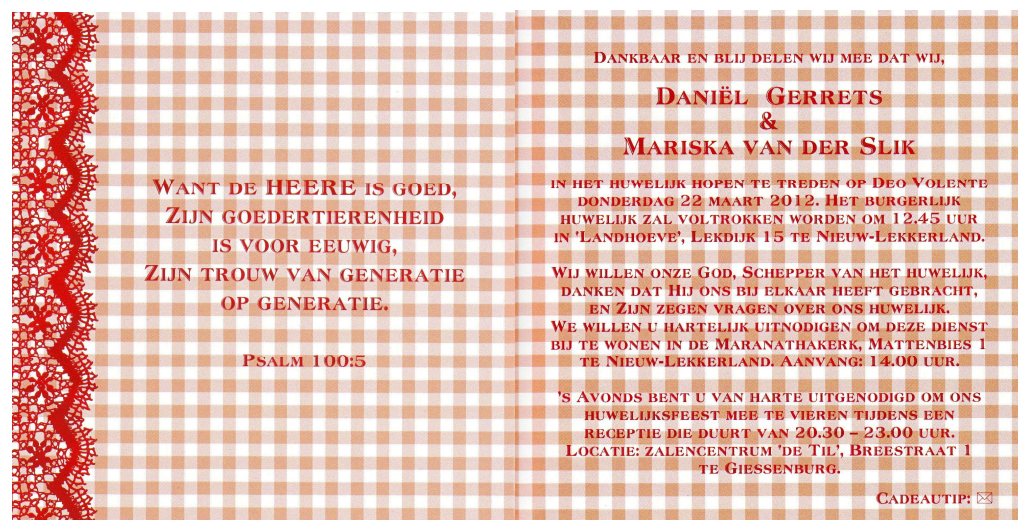 Want de HEERE is goed,
Zijn goedertierenheid
is voor eeuwig,
Zijn trouw van generatie
op generatie.
Psalm 100:5
Dankbaar en blij delen wij mee dat wij,
Daniël Gerrets
&
Mariska van der Slik
in het huwelijk hopen te treden op Deo Volente
donderdag 22 maart 2012. Het burgerlijk
huwelijk zal voltrokken worden om 12.45 uur
in 'Landhoeve', Lekdijk 15 te Nieuw-Lekkerland.
Wij willen onze God, Schepper van het huwelijk,
danken dat Hij ons bij elkaar heeft gebracht,
en Zijn zegen vragen over ons huwelijk.
We willen u hartelijk uitnodigen om deze dienst
bij te wonen in de Maranathakerk, Mattenbies 1
te Nieuw-Lekkerland. Aanvang: 14.00 uur.
's Avonds bent u van harte uitgenodigd om ons
huwelijksfeest mee te vieren tijdens een
receptie die duurt van 20.30 – 23.00 uur.
Locatie: zalencentrum 'de Til', Breestraat 1
te Giessenburg.
Cadeautip: ✉